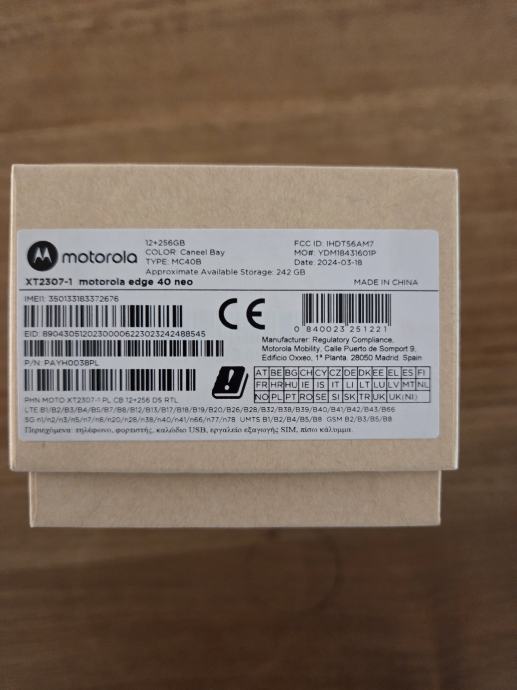 motorola
12+256GB
COLOR: Caneel Bay
TYPE: MC40B
Approximate Available Storage: 242 GB
FCC ID: IHDT56AM7
MO#: YDM18431601P
Date: 2024-03-18
XT2307-1 motorola edge 40 neo
MADE IN CHINA
IMEI1: 350133183372676
CE
0 840023 251221
EID: 89043051202300006223023242488545
Manufacturer: Regulatory Compliance,
Motorola Mobility, Calle Puerto de Somport 9,
Edificio Oxxeo, 1ª Planta. 28050 Madrid. Spain
P/N: PAYH0038PL
AT BE BG CH CY CZ DE DK EE EL ES FI
FR HR HU IE IS IT LI LT LU LV MT NL
NO PL PT RO SE SI SK TR UK UK(NI)
PHN MOTO XT2307-1 PL CB 12+256 DS RTL
LTE B1/B2/B3/B4/B5/B7/B8/B12/B13/B17/B18/B19/B20/B26/B28/B32/B38/B39/B40/B41/B42/B43/B66
5G n1/n2/n3/n5/n7/n8/n20/n28/n38/n40/n41/n66/n77/n78 UMTS B1/B2/B4/B5/B8 GSM B2/B3/B5/B8
Περιεχόμενα: τηλέφωνο, φορτιστής, καλώδιο USB, εργαλείο εξαγωγής SIM, πίσω κάλυμμα.